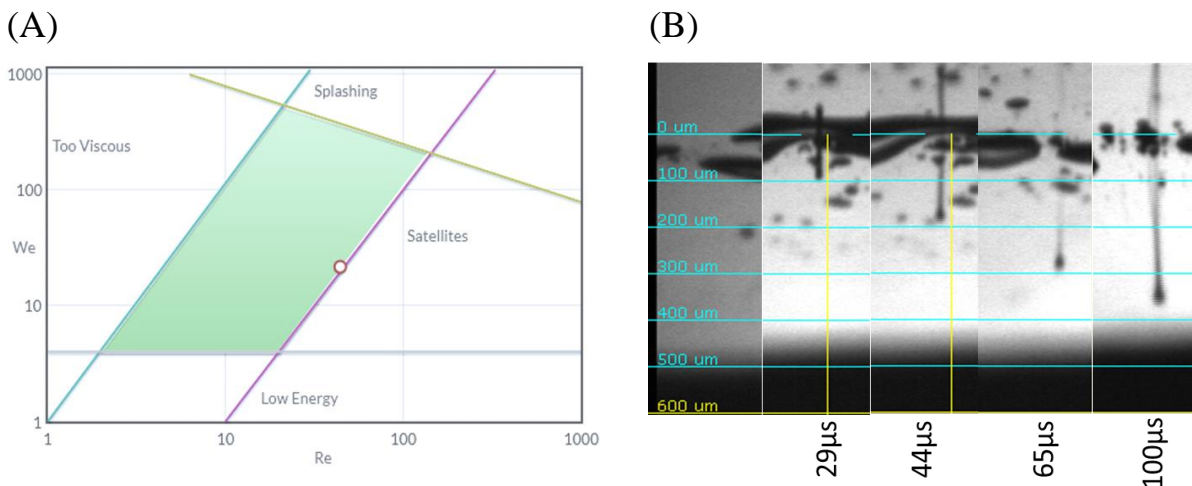 (A)
1000
Splashing
Too Viscous
100
We
Satellites
10
Low Energy
1
1
10
100
1000
Re
(B)
0 um
100 um
200 um
300 um
400 um
500 um
600 um
29μs
44μs
65μs
100μs